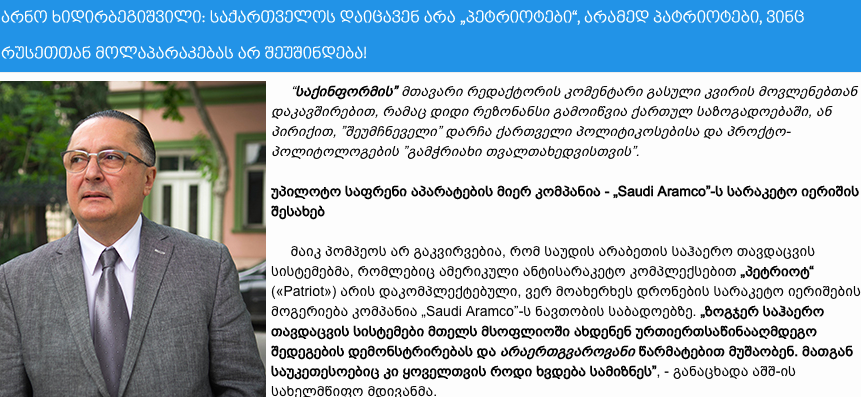 არნო ხიდირბეგიშვილი: საქართველოს დაიცავენ არა „პეტრიოტები“, არამედ პატრიოტები, ვინც
რუსეთთან მოლაპარაკებას არ შეუშინდება!
“საქინფორმის” მთავარი რედაქტორის კომენტარი გასული კვირის მოვლენებთან
დაკავშირებით, რამაც დიდი რეზონანსი გამოიწვია ქართულ საზოგადოებაში, ან
პირიქით, ”შეუმჩნეველი” დარჩა ქართველი პოლიტიკოსებისა და პროქტო-
პოლიტოლოგების ”გამჭრიახი თვალთახედვისთვის”.
უპილოტო საფრენი აპარატების მიერ კომპანია - „Saudi Aramco”-ს სარაკეტო იერიშის
შესახებ
მაიკ პომპეოს არ გაკვირვებია, რომ საუდის არაბეთის საჰაერო თავდაცვის
სისტემებმა, რომლებიც ამერიკული ანტისარაკეტო კომპლექსებით „პეტრიოტ“
(«Patriot») არის დაკომპლექტებული, ვერ მოახერხეს დრონების სარაკეტო იერიშების
მოგერიება კომპანია „Saudi Aramco”-ს ნავთობის საბადოებზე. „ზოგჯერ საჰაერო
თავდაცვის სისტემები მთელს მსოფლიოში ახდენენ ურთიერთსაწინააღმდეგო
შედეგების დემონსტრირებას და არაერთგვაროვანი წარმატებით მუშაობენ. მათგან
საუკეთესოებიც კი ყოველთვის როდი ხვდება სამიზნეს”, - განაცხადა აშშ-ის
სახელმწიფო მდივანმა.